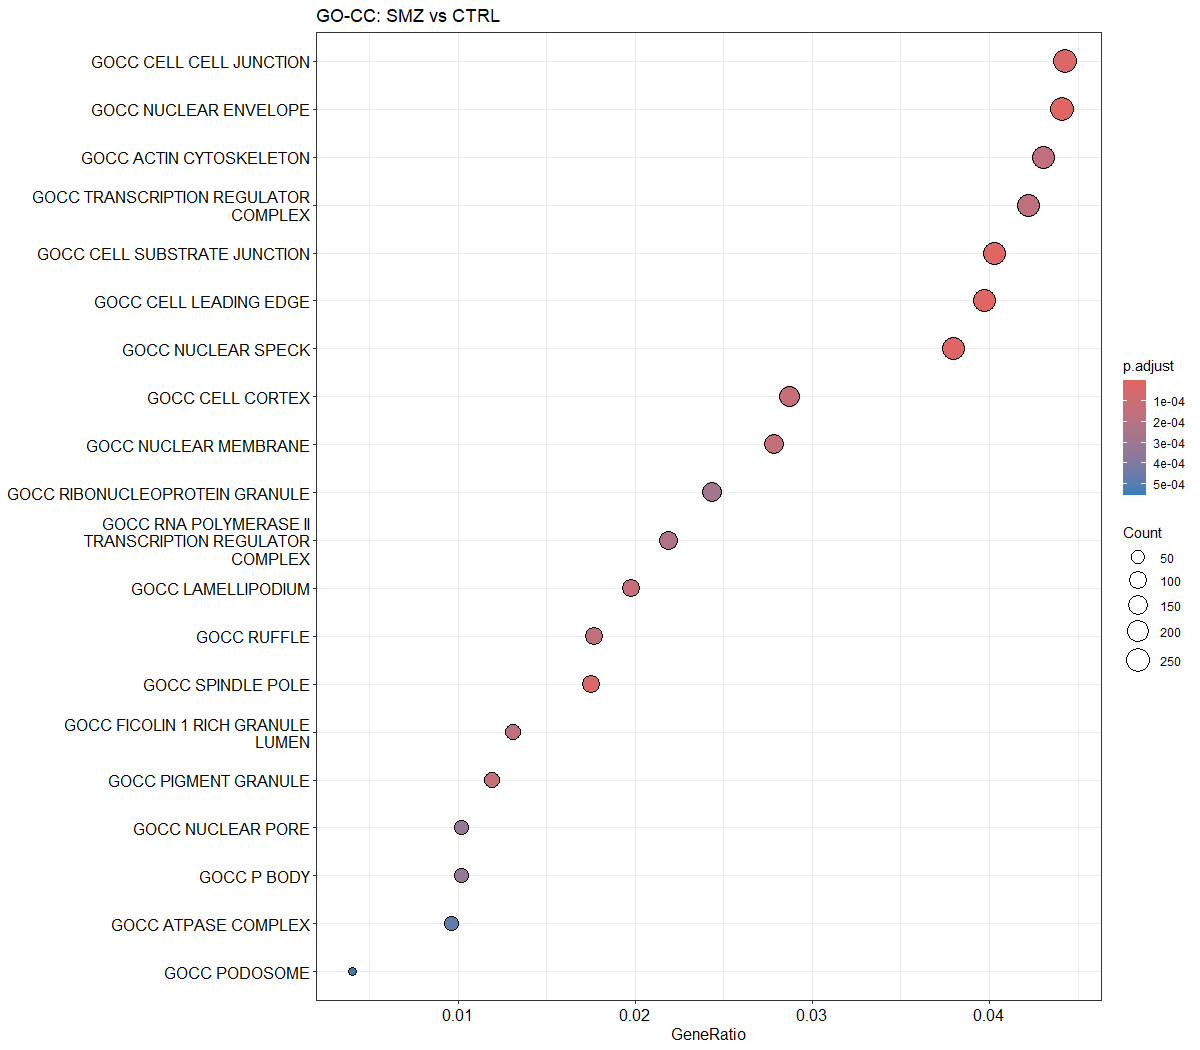 GO-CC: SMZ vs CTRL
GOCC CELL CELL JUNCTION
GOCC NUCLEAR ENVELOPE
GOCC ACTIN CYTOSKELETON
GOCC TRANSCRIPTION REGULATOR
COMPLEX
GOCC CELL SUBSTRATE JUNCTION
GOCC CELL LEADING EDGE
GOCC NUCLEAR SPECK
GOCC CELL CORTEX
GOCC NUCLEAR MEMBRANE
GOCC RIBONUCLEOPROTEIN GRANULE
GOCC RNA POLYMERASE II
TRANSCRIPTION REGULATOR
COMPLEX
GOCC LAMELLIPODIUM
GOCC RUFFLE
GOCC SPINDLE POLE
GOCC FICOLIN 1 RICH GRANULE
LUMEN
GOCC PIGMENT GRANULE
GOCC NUCLEAR PORE
GOCC P BODY
GOCC ATPASE COMPLEX
GOCC PODOSOME
0.01 0.02 0.03 0.04
GeneRatio
p.adjust
1e-04
2e-04
3e-04
4e-04
5e-04
Count
50
100
150
200
250